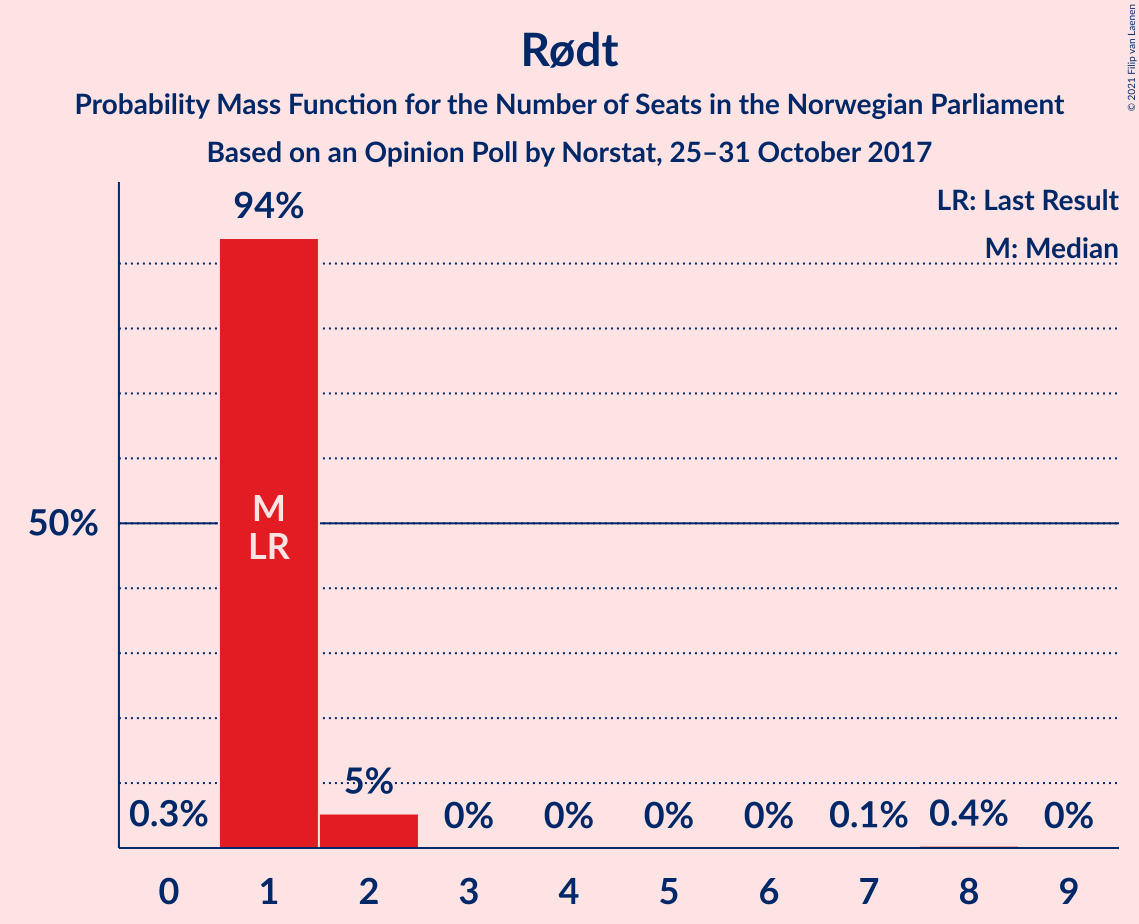 Rødt
Probability Mass Function for the Number of Seats in the Norwegian Parliament
Based on an Opinion Poll by Norstat, 25–31 October 2017
© 2021 Filip van Laenen
LR: Last Result
M: Median
94%
50%
M
LR
0.3%
5%
0%
0%
0%
0%
0.1%
0.4%
0%
0
1
2
3
4
5
6
7
8
9